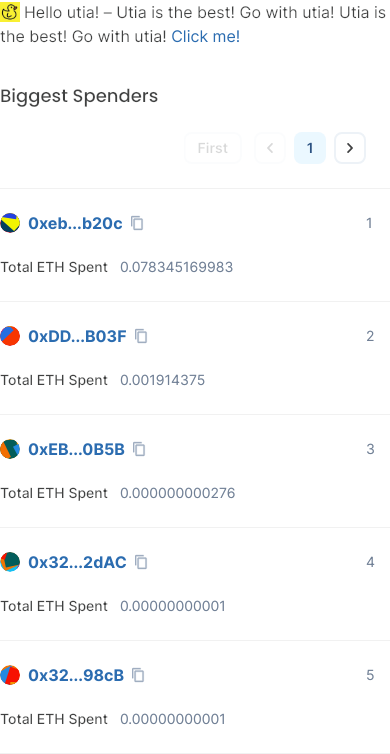 Hello utia! – Utia is the best! Go with utia! Utia is
the best! Go with utia! Click me!
Biggest Spenders
First
1
0xeb...b20c
1
Total ETH Spent 0.078345169983
0xDD...B03F
2
Total ETH Spent 0.001914375
0xEB...0B5B
3
Total ETH Spent 0.000000000276
0x32...2dAC
4
Total ETH Spent 0.00000000001
0x32...98cB
5
Total ETH Spent 0.00000000001